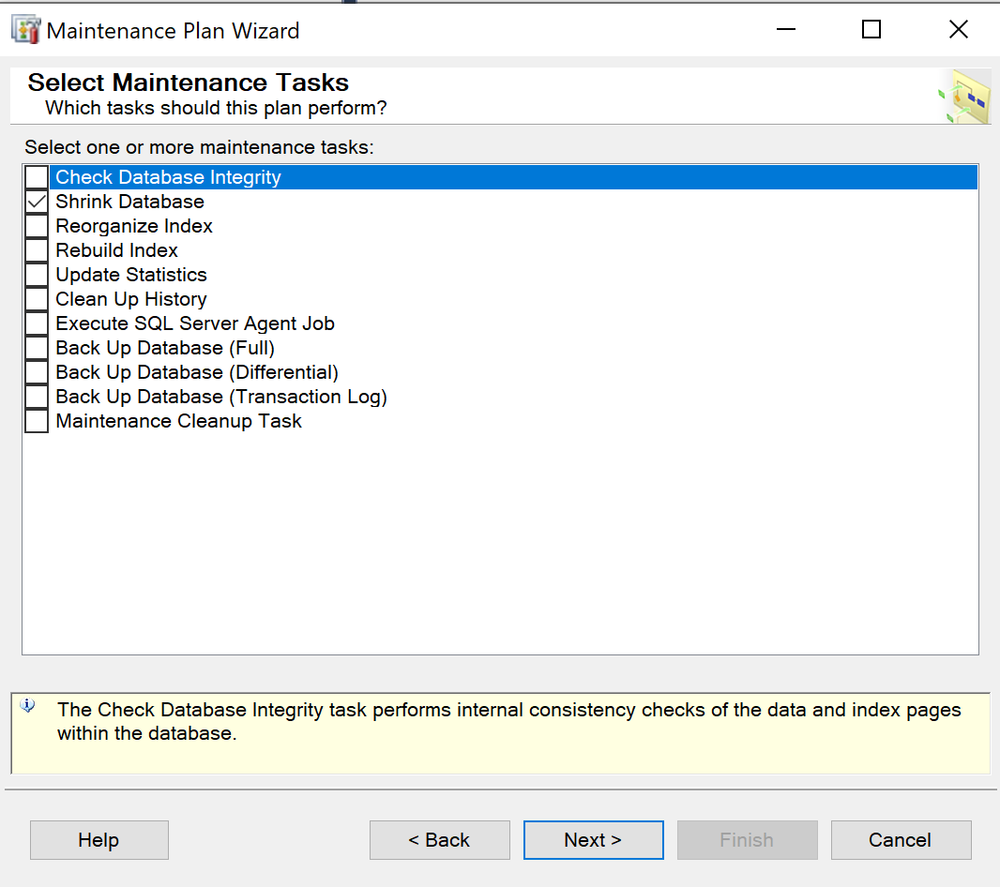 Maintenance Plan Wizard
Select Maintenance Tasks
Which tasks should this plan perform?
Select one or more maintenance tasks:
Check Database Integrity
Shrink Database
Reorganize Index
Rebuild Index
Update Statistics
Clean Up History
Execute SQL Server Agent Job
Back Up Database (Full)
Back Up Database (Differential)
Back Up Database (Transaction Log)
Maintenance Cleanup Task
The Check Database Integrity task performs internal consistency checks of the data and index pages
within the database.
Help
< Back
Next >
Finish
Cancel